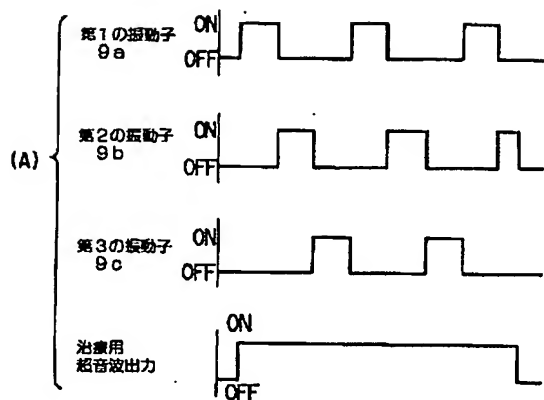 ON
第1の振動子
9a
OFF
ON
第2の振動子
9b
OFF
(A)
ON
第3の振動子
9c
OFF
ON
治療用
超音波出力
OFF